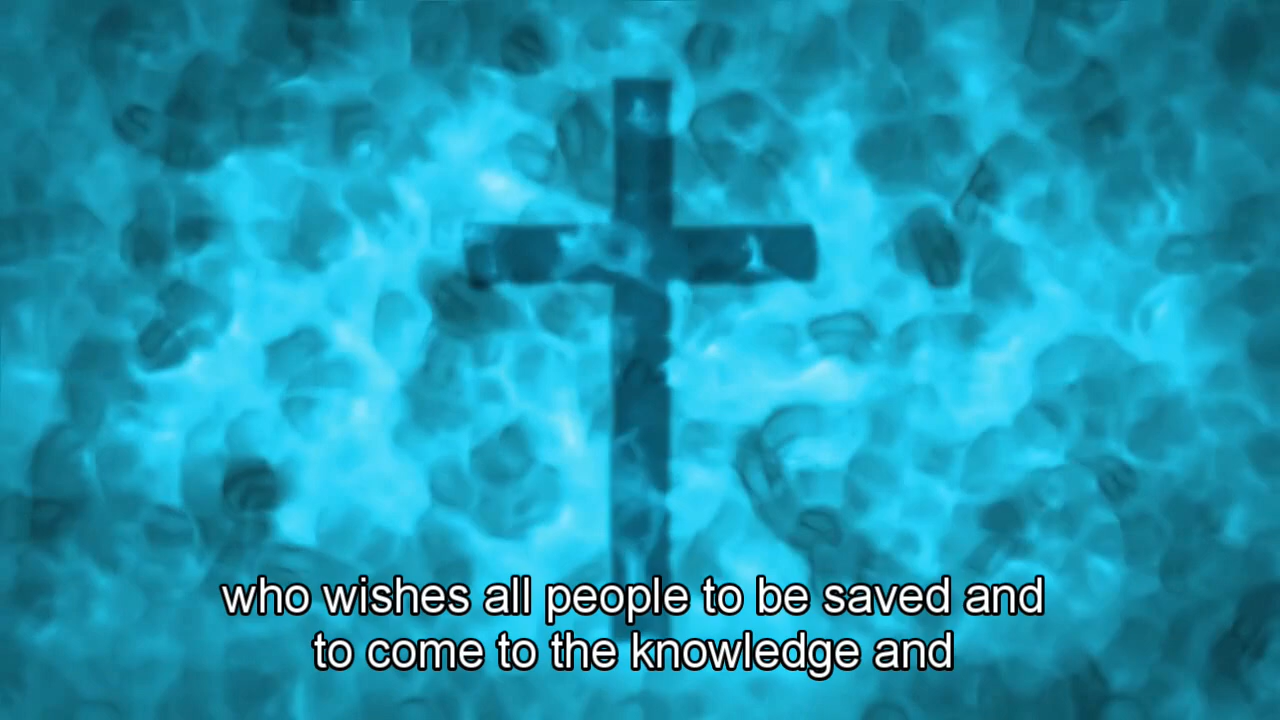 who wishes all people to be saved and
to come to the knowledge and